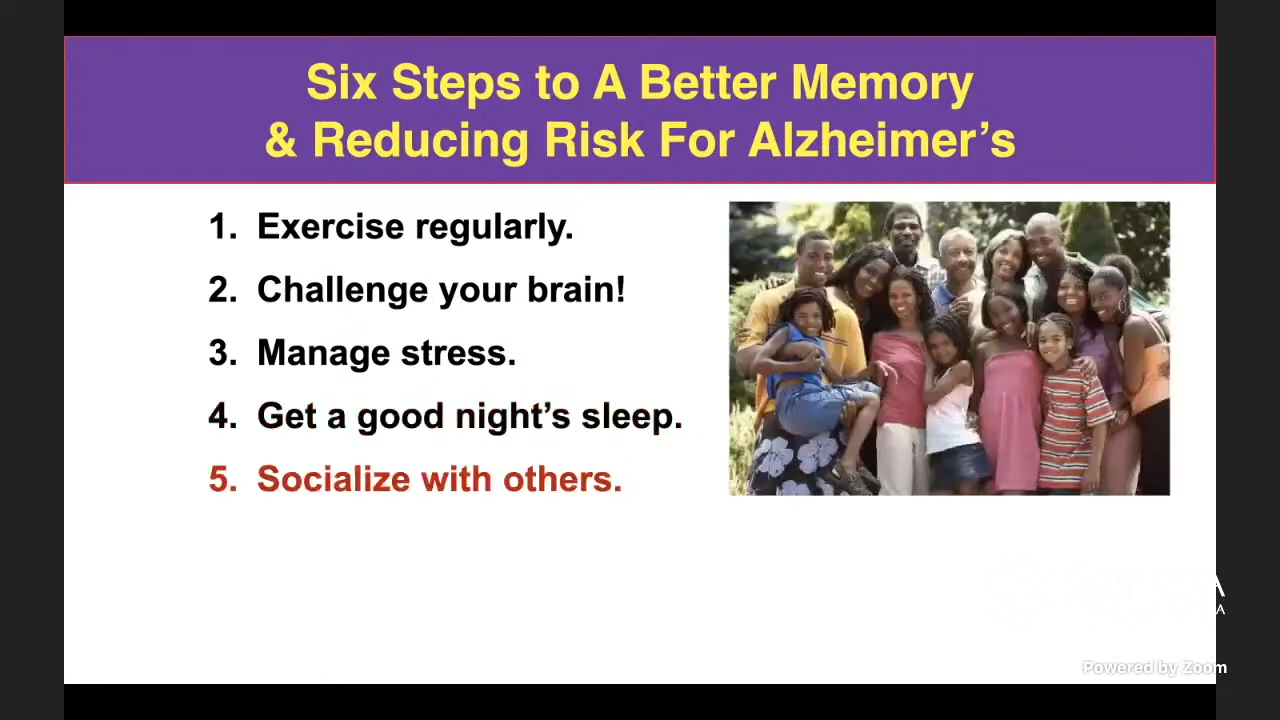 Six Steps to A Better Memory
& Reducing Risk For Alzheimer’s
1. Exercise regularly.
2. Challenge your brain!
3. Manage stress.
4. Get a good night’s sleep.
5. Socialize with others.
Powered by Zoom